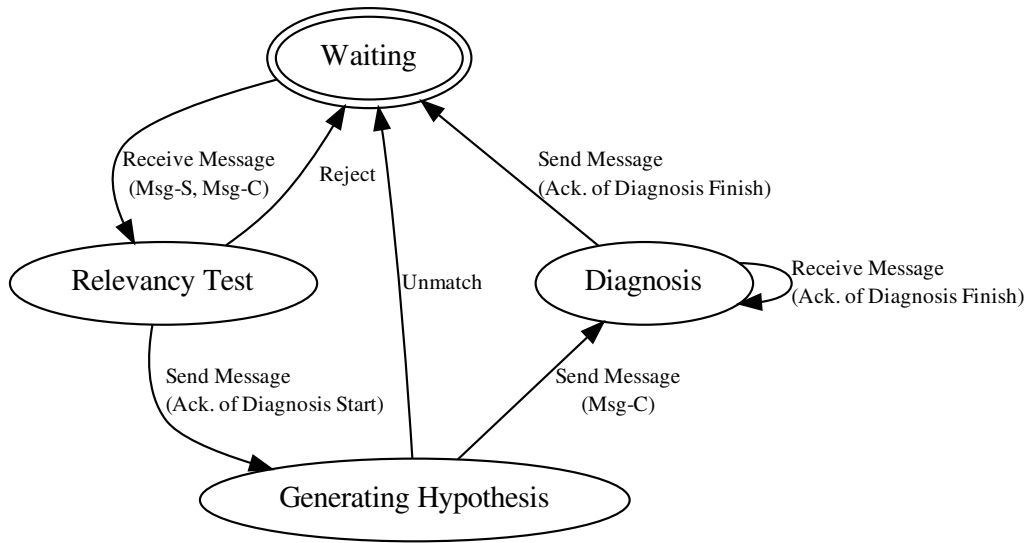 Waiting
Receive Message
(Msg-S, Msg-C)
Reject
Send Message
(Ack. of Diagnosis Finish)
Relevancy Test
Unmatch
Diagnosis
Receive Message
(Ack. of Diagnosis Finish)
Send Message
(Ack. of Diagnosis Start)
Send Message
(Msg-C)
Generating Hypothesis